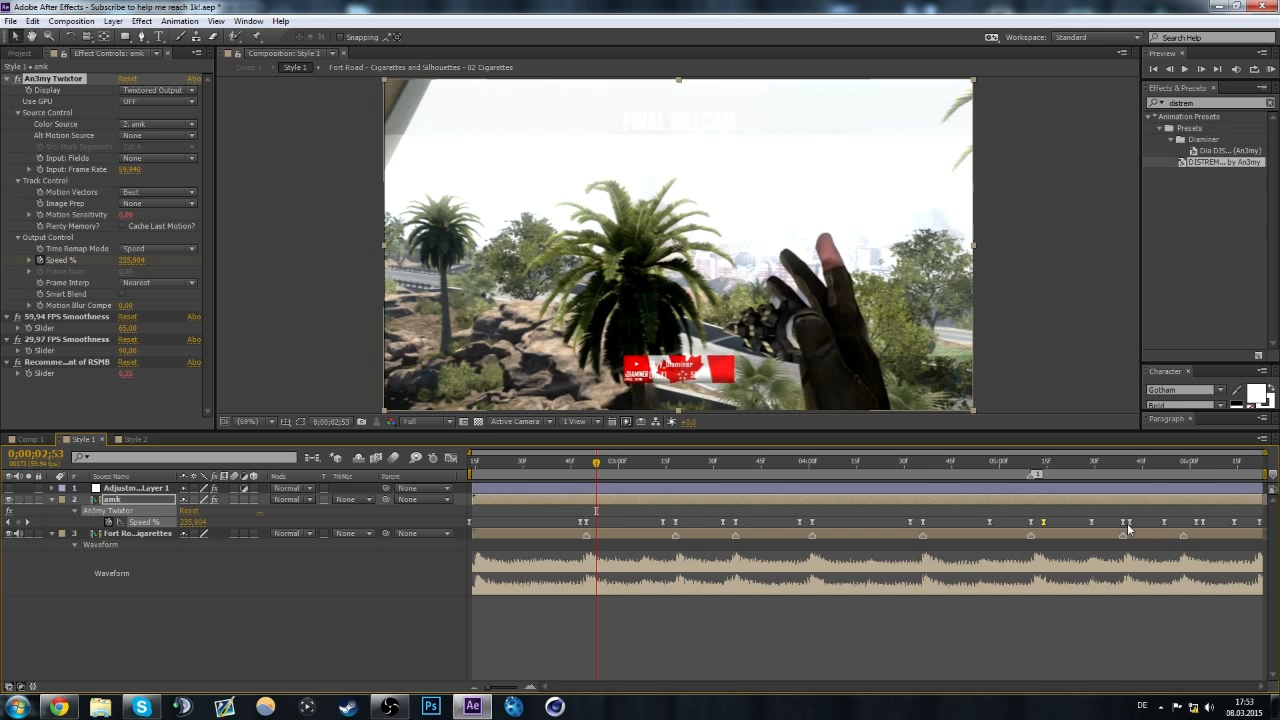 Adobe After Effects - Subscribe to help me reach 1k!.aep *
File Edit Composition Layer Effect Animation View Window Help
Snapping
Workspace: Standard
Search Help
Project Effect Controls: amk
Style 1 • amk
An3my Twixtor Reset Abo
Display Twixtored Output
Use GPU OFF
Source Control
Color Source 2. amk
Alt Motion Source None
Src: Mark Segments Cut A
Input: Fields None
Input: Frame Rate 59,940
Track Control
Motion Vectors Best
Image Prep None
Motion Sensitivity 0,00
Plenty Memory? Cache Last Motion?
Output Control
Time Remap Mode Speed
Speed % 235,904
Frame Num 0,00
Frame Interp Nearest
Smart Blend
Motion Blur Compe 0,00
59,94 FPS Smoothness Reset Abo
Slider 65,00
29,97 FPS Smoothness Reset Abo
Slider 90,00
Recomme...nt of RSMB Reset Abo
Slider 0,35
Composition: Style 1
Comp 1 Style 1 Fort Road - Cigarettes and Silhouettes - 02 Cigarettes
FINAL KILLCAM
Diaminer
(69%) 0;00;02;53 Full Active Camera 1 View +0,0
Preview
Effects & Presets
distrem
* Animation Presets
Presets
Diaminer
Dia DIS... (An3my)
DISTREM... by An3my
Character
Gotham
Bold
Paragraph
Comp 1 Style 1 Style 2
0;00;02;53
00173 (59.94 fps)
Source Name Mode T TrkMat Parent
1 Adjustm...Layer 1 Normal None
2 amk Normal None None
An3my Twixtor Reset ...
Speed % 235,904
3 Fort Ro...igarettes Normal None None
Waveform
Waveform
15f 30f 45f 03:00f 15f 30f 45f 04:00f 15f 30f 45f 05:00f 15f 30f 45f 06:00f 15f
1
DE 17:53
08.03.2015